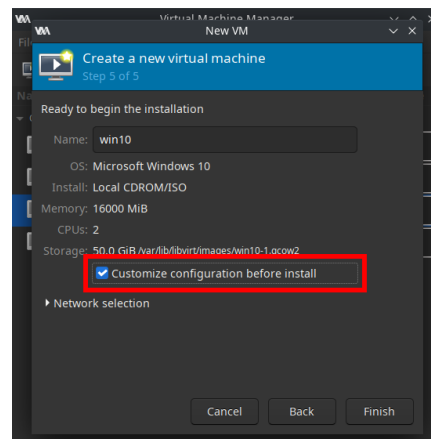 Virtual Machine Manager
New VM
Create a new virtual machine
Step 5 of 5
Ready to begin the installation
Name: win10
OS: Microsoft Windows 10
Install: Local CDROM/ISO
Memory: 16000 MiB
CPUs: 2
Storage: 50.0 GiB /var/lib/libvirt/images/win10-1.qcow2
Customize configuration before install
Network selection
Cancel Back Finish